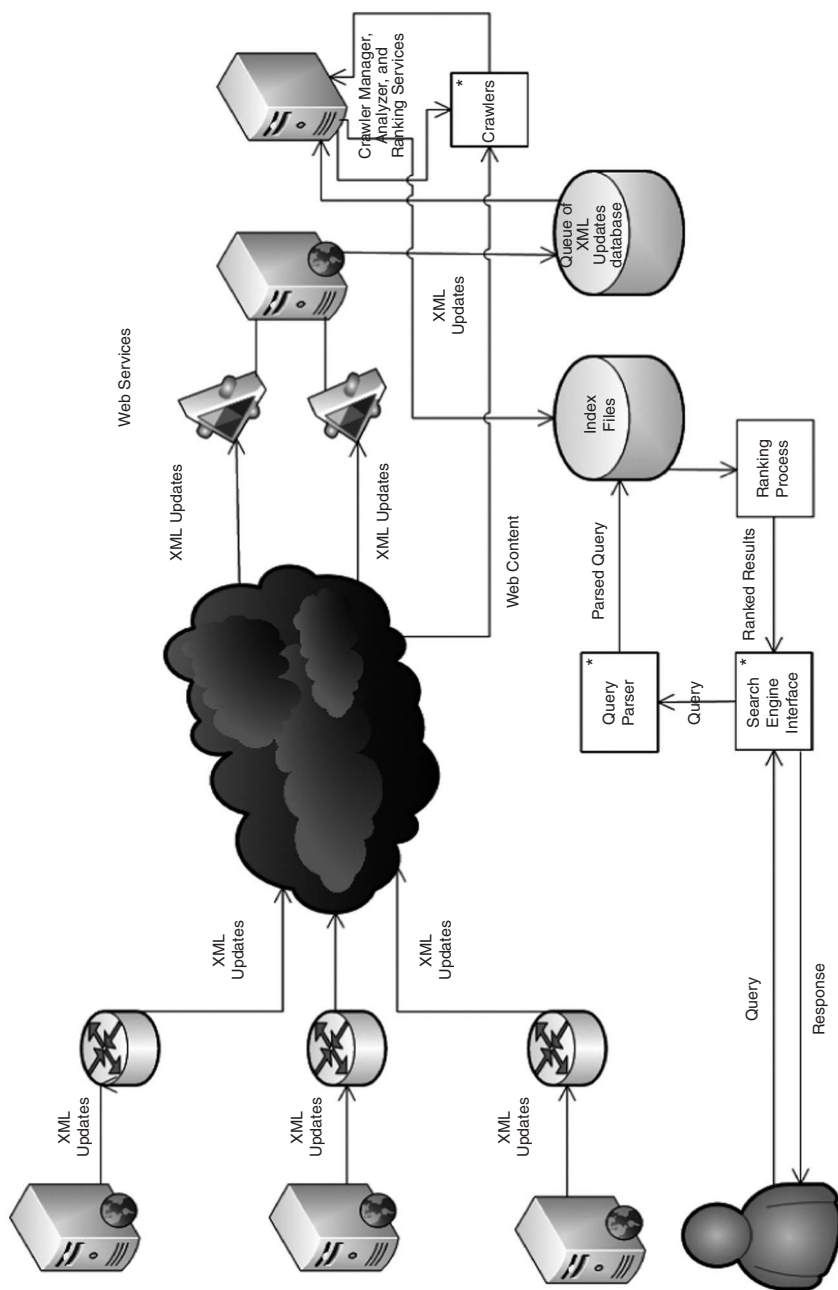 Web Services
Crawler Manager,
Analyzer, and
Ranking Services
XML
Updates
XML
Updates
XML Updates
XML
Updates
XML Updates
XML
Updates
*
Crawlers
XML
Updates
XML
Updates
Web Content
Queue of
XML
Updates
database
Parsed Query
Index
Files
*
Query
Parser
Query
Query
*
Search
Engine
Interface
Ranked Results
Ranking
Process
Response